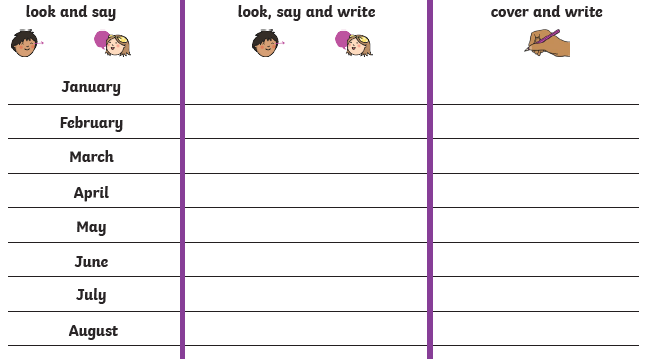 look and say
look, say and write
cover and write
January
February
March
April
May
June
July
August